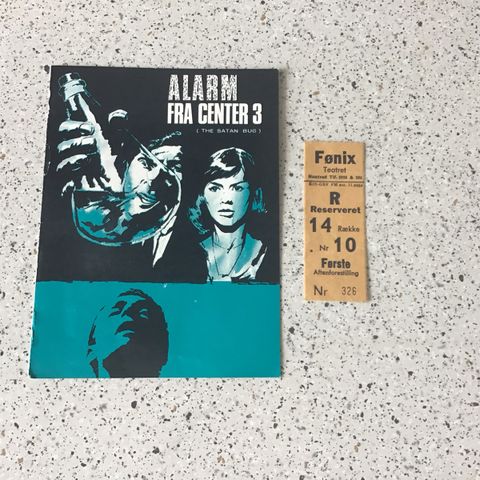 ALARM
FRA CENTER 3
(THE SATAN BUG)
Fønix
Teatret
R
Reserveret
14 Række
Nr 10
Første
Aftenforestilling
Nr 326